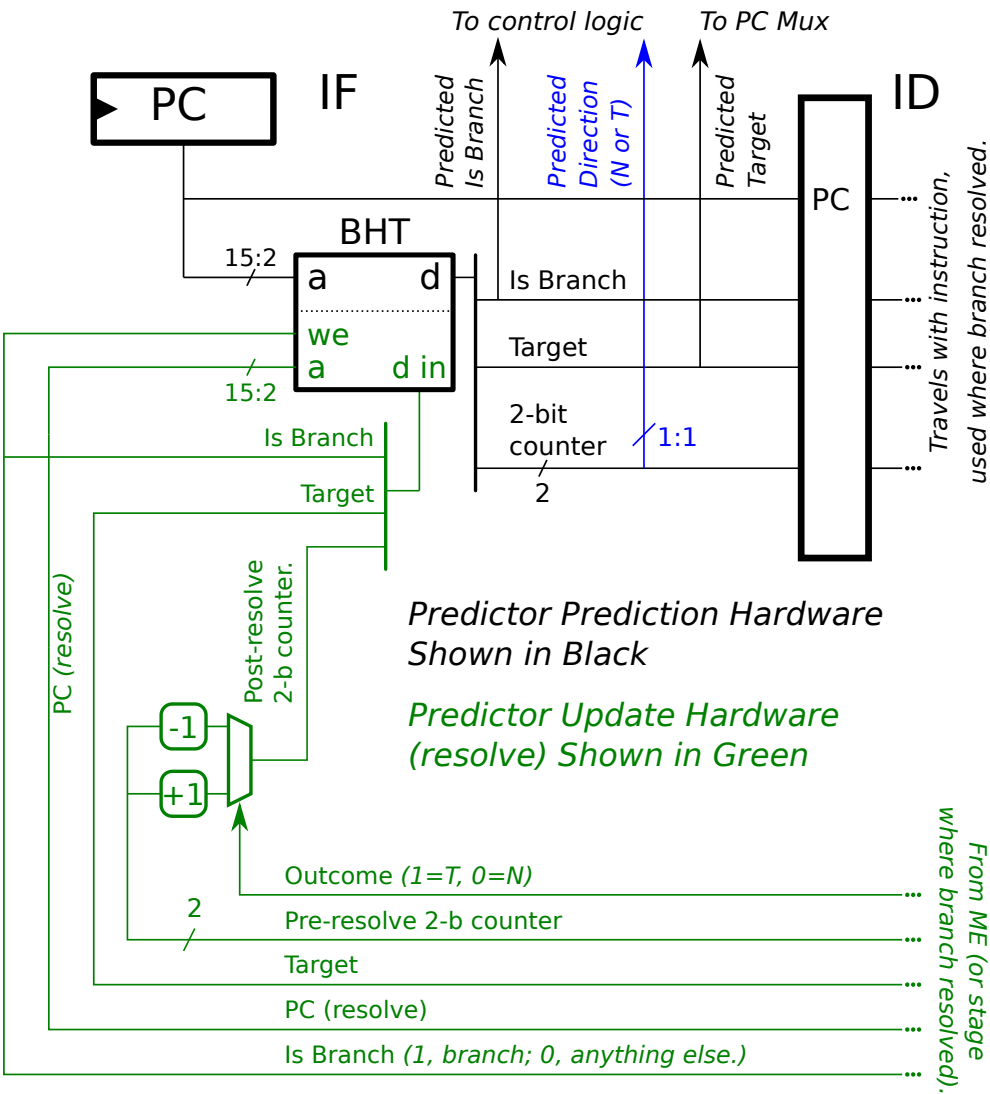 To control logic
To PC Mux
PC
IF
ID
Predicted
Is Branch
Predicted
Direction
(N or T)
Predicted
Target
PC
Travels with instruction,
used where branch resolved.
BHT
15:2
a
d
we
a
d in
15:2
Is Branch
Target
2-bit
counter
2
1:1
Is Branch
Target
Post-resolve
2-b counter.
PC (resolve)
Predictor Prediction Hardware
Shown in Black
Predictor Update Hardware
(resolve) Shown in Green
-1
+1
Outcome (1=T, 0=N)
2
Pre-resolve 2-b counter
Target
PC (resolve)
Is Branch (1, branch; 0, anything else.)
From ME (or stage
where branch resolved).